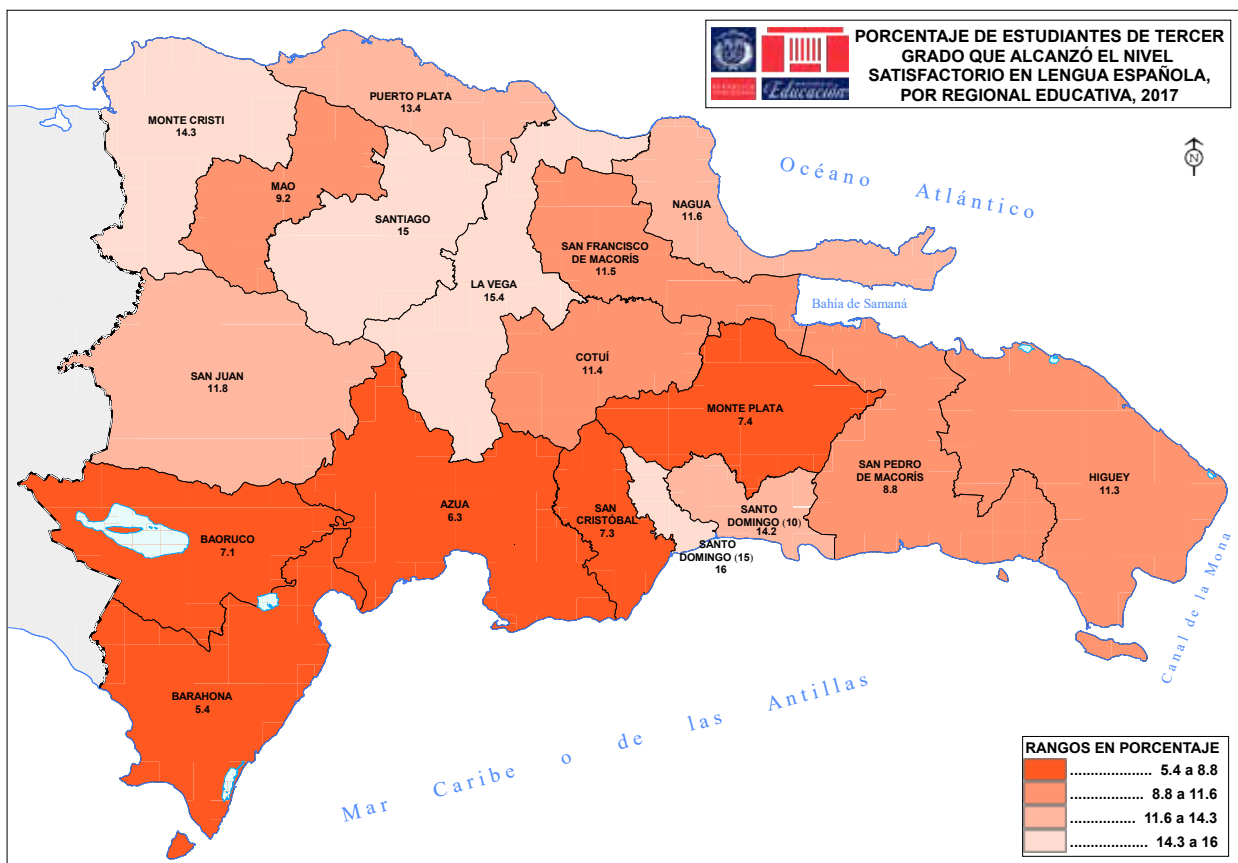 PORCENTAJE DE ESTUDIANTES DE TERCER
GRADO QUE ALCANZÓ EL NIVEL
SATISFACTORIO EN LENGUA ESPAÑOLA,
POR REGIONAL EDUCATIVA, 2017
Educación
N
PUERTO PLATA
13.4
MONTE CRISTI
14.3
MAO
9.2
SANTIAGO
15
NAGUA
11.6
Océano Atlántico
SAN FRANCISCO
DE MACORÍS
11.5
LA VEGA
15.4
Bahía de Samaná
SAN JUAN
11.8
COTUÍ
11.4
MONTE PLATA
7.4
SAN PEDRO
DE MACORÍS
8.8
HIGUEY
11.3
AZUA
6.3
SAN
CRISTÓBAL
7.3
SANTO
DOMINGO (10)
14.2
SANTO
DOMINGO (15)
16
BAORUCO
7.1
BARAHONA
5.4
Canal de la Mona
Mar Caribe o de las Antillas
RANGOS EN PORCENTAJE
.................... 5.4 a 8.8
.................. 8.8 a 11.6
................ 11.6 a 14.3
................... 14.3 a 16